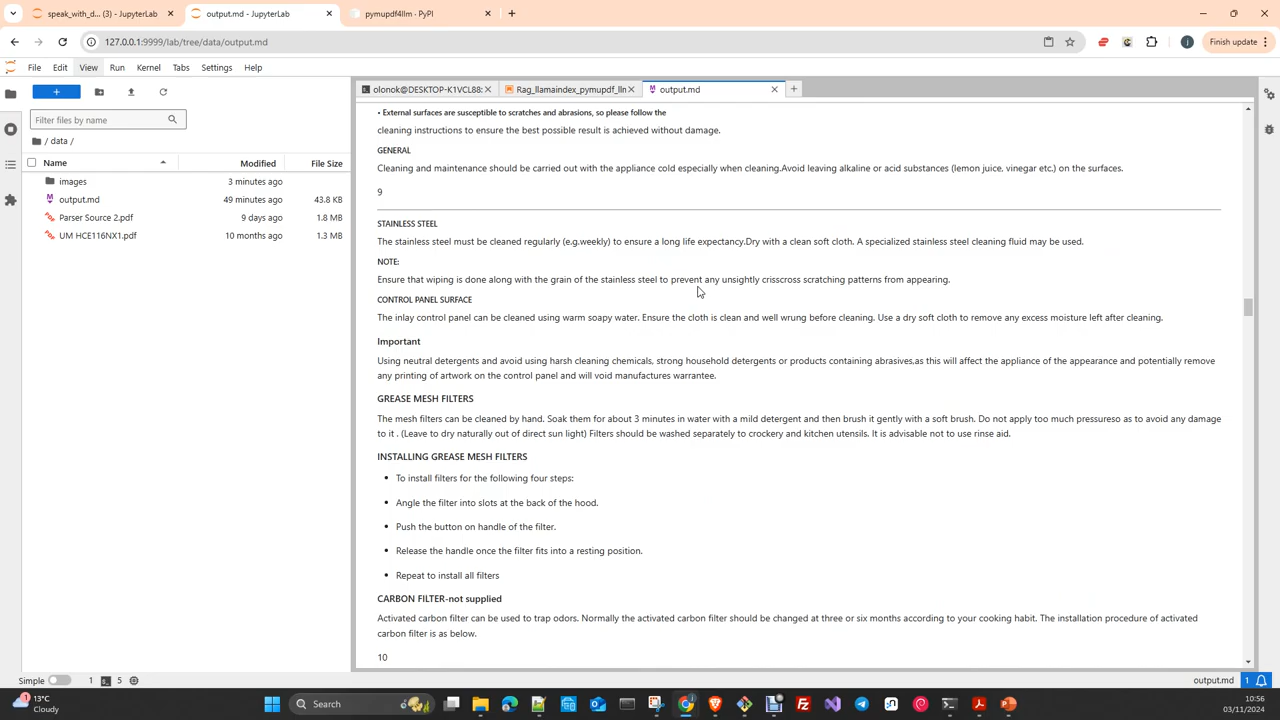 speak_with_d... (3) - JupyterLab
output.md - JupyterLab
pymupdf4llm · PyPI
127.0.0.1:9999/lab/tree/data/output.md
Finish update
File Edit View Run Kernel Tabs Settings Help
olonok@DESKTOP-K1VCL88:
Rag_llamaindex_pymupdf_lln
output.md
Filter files by name
/ data /
Name Modified File Size
images 3 minutes ago
output.md 49 minutes ago 43.8 KB
Parser Source 2.pdf 9 days ago 1.8 MB
UM HCE116NX1.pdf 10 months ago 1.3 MB
• External surfaces are susceptible to scratches and abrasions, so please follow the
cleaning instructions to ensure the best possible result is achieved without damage.
GENERAL
Cleaning and maintenance should be carried out with the appliance cold especially when cleaning.Avoid leaving alkaline or acid substances (lemon juice, vinegar etc.) on the surfaces.
9
STAINLESS STEEL
The stainless steel must be cleaned regularly (e.g.weekly) to ensure a long life expectancy.Dry with a clean soft cloth. A specialized stainless steel cleaning fluid may be used.
NOTE:
Ensure that wiping is done along with the grain of the stainless steel to prevent any unsightly crisscross scratching patterns from appearing.
CONTROL PANEL SURFACE
The inlay control panel can be cleaned using warm soapy water. Ensure the cloth is clean and well wrung before cleaning. Use a dry soft cloth to remove any excess moisture left after cleaning.
Important
Using neutral detergents and avoid using harsh cleaning chemicals, strong household detergents or products containing abrasives,as this will affect the appliance of the appearance and potentially remove
any printing of artwork on the control panel and will void manufactures warrantee.
GREASE MESH FILTERS
The mesh filters can be cleaned by hand. Soak them for about 3 minutes in water with a mild detergent and then brush it gently with a soft brush. Do not apply too much pressureso as to avoid any damage
to it . (Leave to dry naturally out of direct sun light) Filters should be washed separately to crockery and kitchen utensils. It is advisable not to use rinse aid.
INSTALLING GREASE MESH FILTERS
• To install filters for the following four steps:
• Angle the filter into slots at the back of the hood.
• Push the button on handle of the filter.
• Release the handle once the filter fits into a resting position.
• Repeat to install all filters
CARBON FILTER-not supplied
Activated carbon filter can be used to trap odors. Normally the activated carbon filter should be changed at three or six months according to your cooking habit. The installation procedure of activated
carbon filter is as below.
10
Simple 1 5
output.md 1
13°C
Cloudy
Search
10:56
03/11/2024